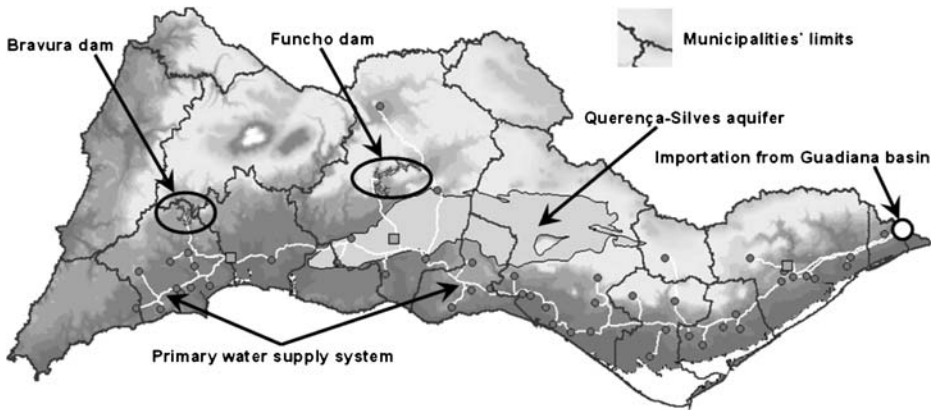 Bravura dam
Funcho dam
Municipalities' limits
Querença-Silves aquifer
Importation from Guadiana basin
Primary water supply system